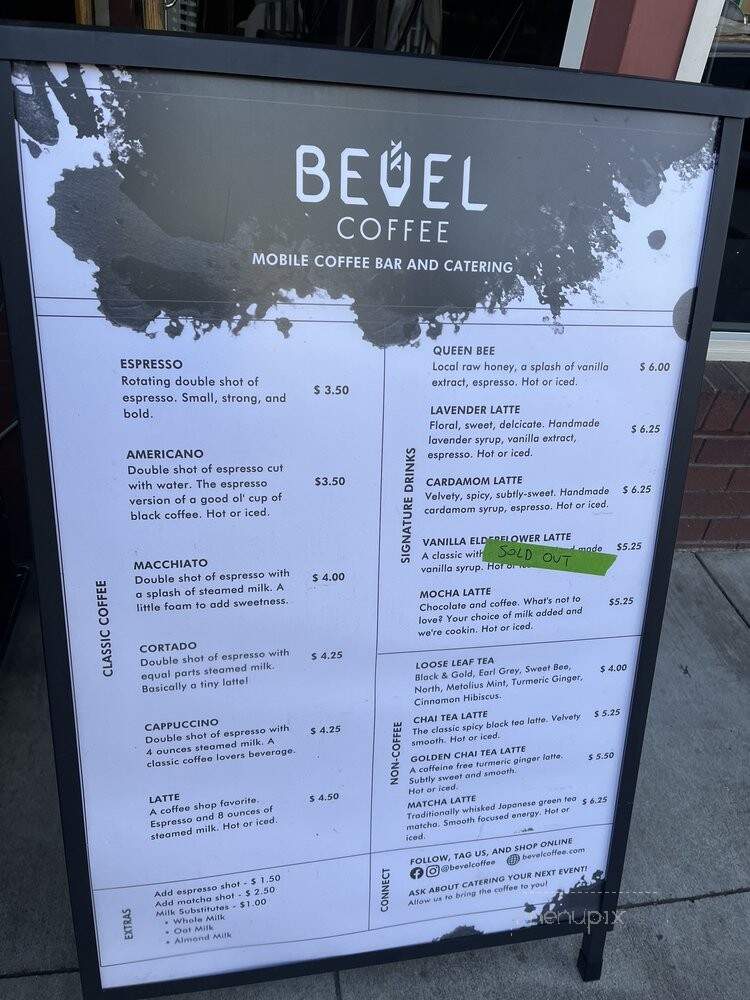 BEVEL
COFFEE
MOBILE COFFEE BAR AND CATERING
CLASSIC COFFEE
ESPRESSO
Rotating double shot of
espresso. Small, strong, and
bold.
$ 3.50
AMERICANO
Double shot of espresso cut
with water. The espresso
version of a good ol' cup of
black coffee. Hot or iced.
$3.50
MACCHIATO
Double shot of espresso with
a splash of steamed milk. A
little foam to add sweetness.
$ 4.00
CORTADO
Double shot of espresso with
equal parts steamed milk.
Basically a tiny latte!
$ 4.25
CAPPUCCINO
Double shot of espresso with
4 ounces steamed milk. A
classic coffee lovers beverage.
$ 4.25
LATTE
A coffee shop favorite.
Espresso and 8 ounces of
steamed milk. Hot or iced.
$ 4.50
EXTRAS
Add espresso shot - $ 1.50
Add matcha shot - $ 2.50
Milk Substitutes - $1.00
• Whole Milk
• Oat Milk
• Almond Milk
SIGNATURE DRINKS
QUEEN BEE
Local raw honey, a splash of vanilla
extract, espresso. Hot or iced.
$ 6.00
LAVENDER LATTE
Floral, sweet, delcicate. Handmade
lavender syrup, vanilla extract,
espresso. Hot or iced.
$ 6.25
CARDAMOM LATTE
Velvety, spicy, subtly-sweet. Handmade
cardamom syrup, espresso. Hot or iced.
$ 6.25
VANILLA ELDERFLOWER LATTE
A classic with made
vanilla syrup. Hot or
SOLD OUT
$5.25
MOCHA LATTE
Chocolate and coffee. What's not to
love? Your choice of milk added and
we're cookin. Hot or iced.
$5.25
NON-COFFEE
LOOSE LEAF TEA
Black & Gold, Earl Grey, Sweet Bee,
North, Metolius Mint, Turmeric Ginger,
Cinnamon Hibiscus.
$ 4.00
CHAI TEA LATTE
The classic spicy black tea latte. Velvety
smooth. Hot or iced.
$ 5.25
GOLDEN CHAI TEA LATTE
A caffeine free turmeric ginger latte.
Subtly sweet and smooth.
Hot or iced.
$ 5.50
MATCHA LATTE
Traditionally whisked Japanese green tea
matcha. Smooth focused energy. Hot or
iced.
$ 6.25
CONNECT
FOLLOW, TAG US, AND SHOP ONLINE
@bevelcoffee bevelcoffee.com
ASK ABOUT CATERING YOUR NEXT EVENT!
Allow us to bring the coffee to you!
menupix